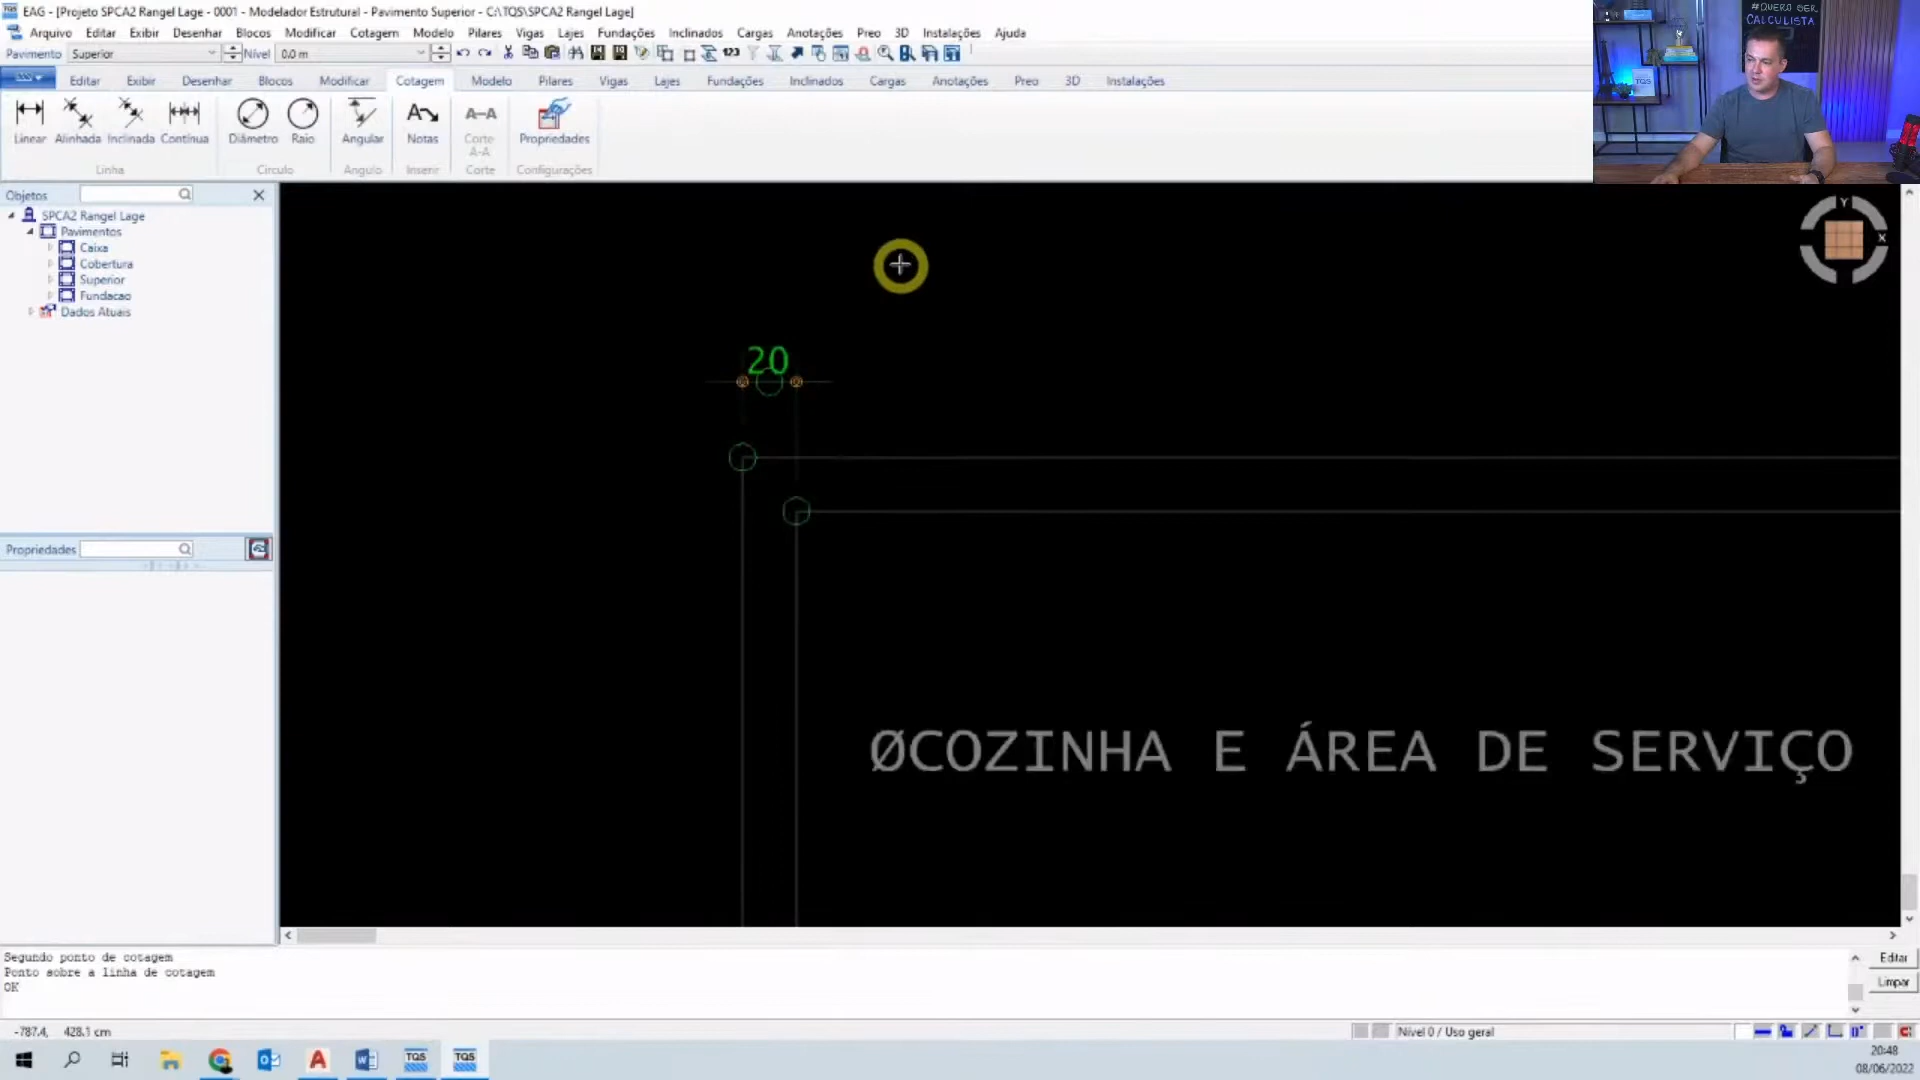 EAG - [Projeto SPCA2 Rangel Lage - 0001 - Modelador Estrutural - Pavimento Superior - C:\TQS\SPCA2 Rangel Lage]
#QUERO SER
CALCULISTA
Arquivo Editar Exibir Desenhar Blocos Modificar Cotagem Modelo Pilares Vigas Lajes Fundações Inclinados Cargas Anotações Preo 3D Instalações Ajuda
Pavimento Superior Nível 0,0 m 123
Editar Exibir Desenhar Blocos Modificar Cotagem Modelo Pilares Vigas Lajes Fundações Inclinados Cargas Anotações Preo 3D Instalações
TQS
Linear Alinhada Inclinada Contínua Diâmetro Raio Angular Notas Corte A-A Propriedades
Linha Círculo Ângulo Inserir Corte Configurações
Objetos
SPCA2 Rangel Lage
Pavimentos
Caixa
Cobertura
Superior
Fundacao
Dados Atuais
Y
X
20
Propriedades
ØCOZINHA E ÁREA DE SERVIÇO
Segundo ponto de cotagem
Ponto sobre a linha de cotagem
OK
Editar
Limpar
-787.4, 428.1 cm
Nível 0 / Uso geral
TQS TQS
20:48
08/06/2022